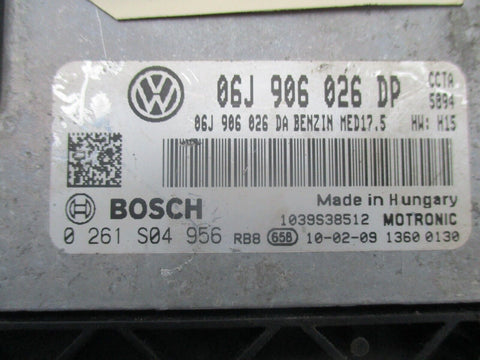 06J 906 026 DP CCTA
5894
06J 906 026 DA BENZIN MED17.5 HW: H15
Made in Hungary
BOSCH
1039S38512 MOTRONIC
0 261 S04 956 RB8 658 10-02-09 1360 0130